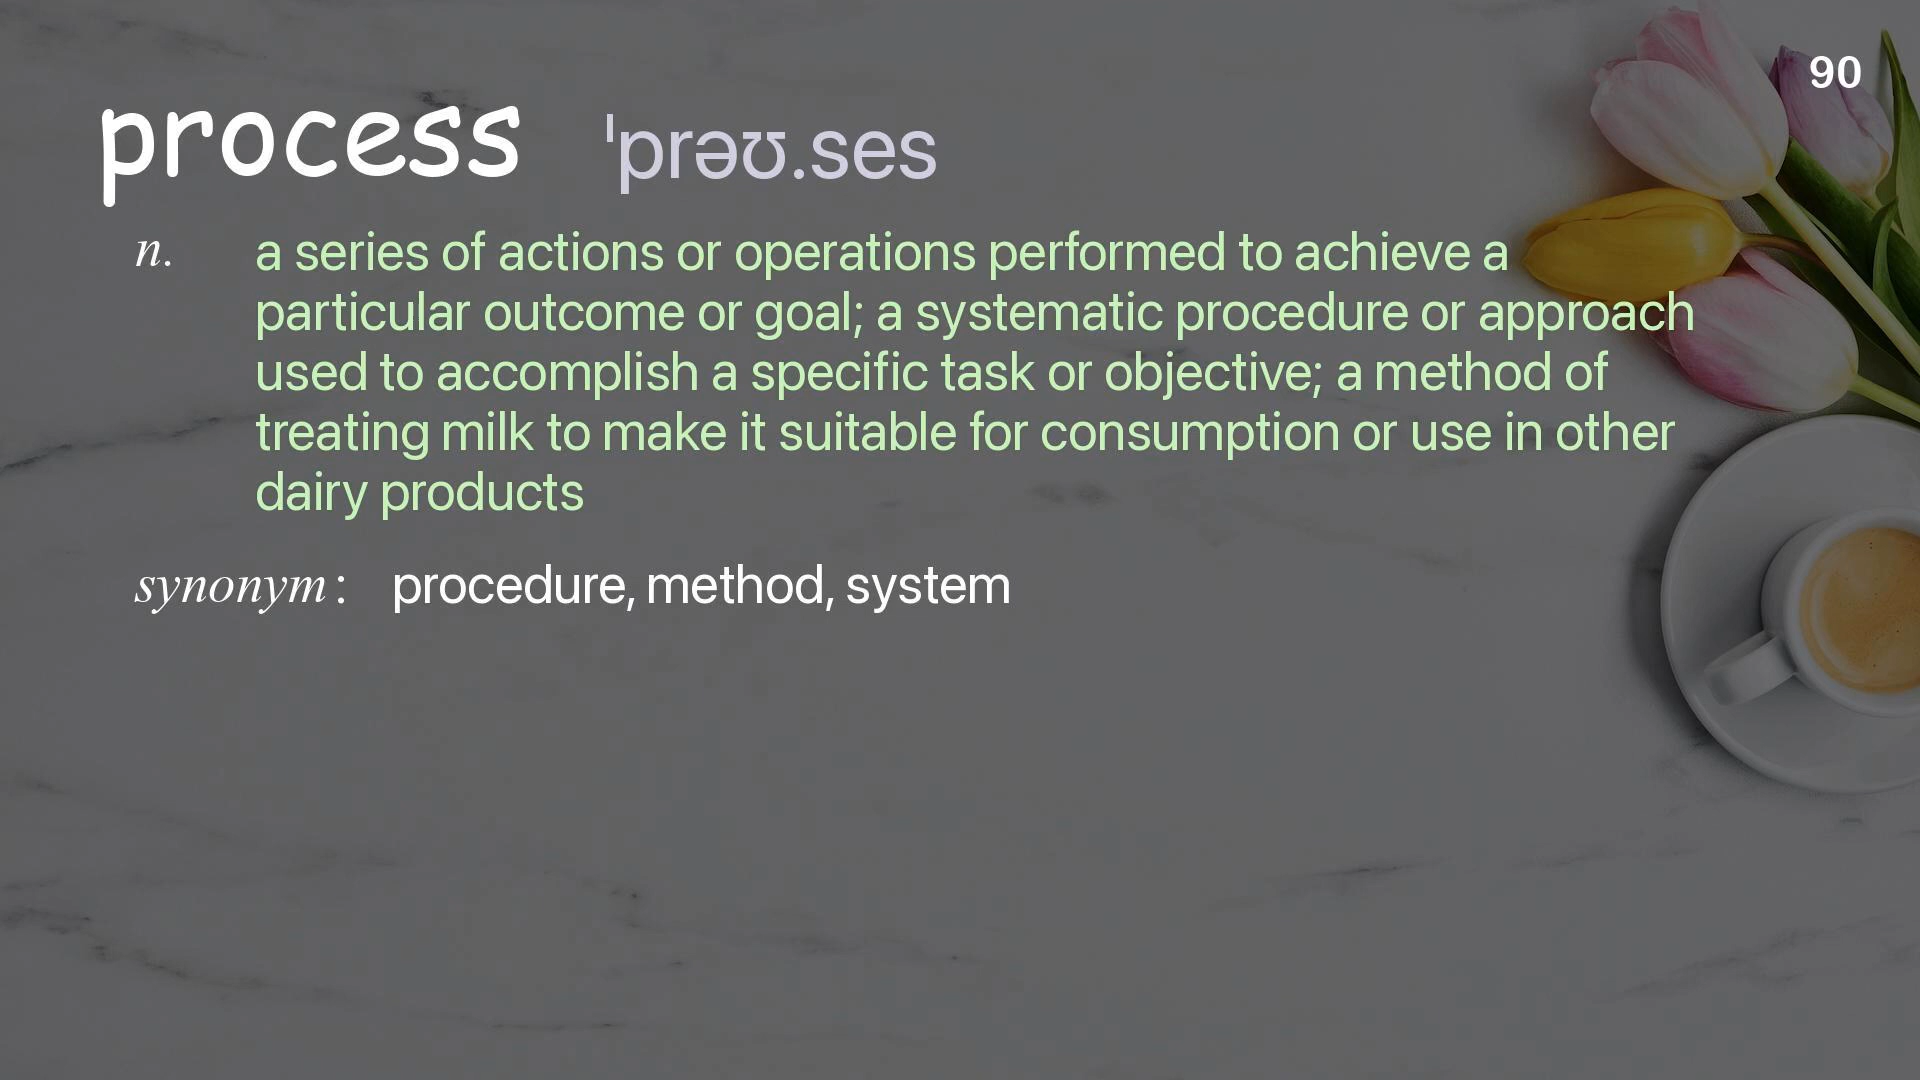 90
process ˈprəʊ.ses
n. a series of actions or operations performed to achieve a
particular outcome or goal; a systematic procedure or approach
used to accomplish a specific task or objective; a method of
treating milk to make it suitable for consumption or use in other
dairy products
synonym: procedure, method, system